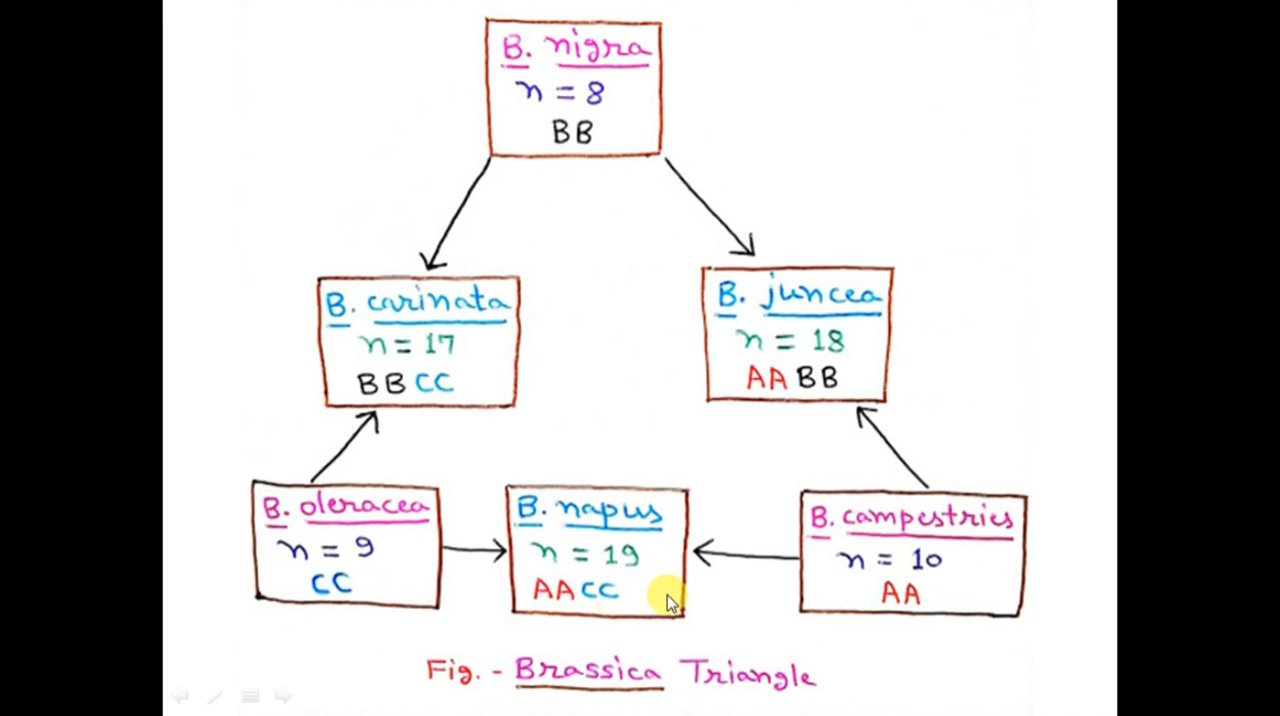 B. nigra
n = 8
BB
B. carinata
n = 17
BBCC
B. juncea
n = 18
AABB
B. oleracea
n = 9
CC
B. napus
n = 19
AACC
B. campestries
n = 10
AA
Fig. - Brassica Triangle